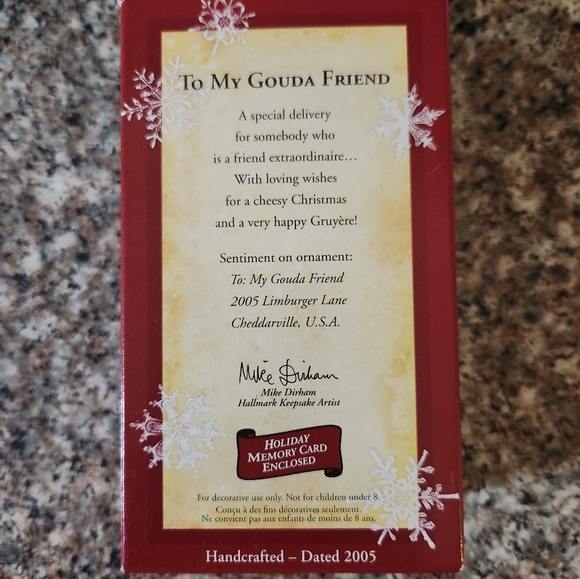 To My Gouda Friend
A special delivery
for somebody who
is a friend extraordinaire...
With loving wishes
for a cheesy Christmas
and a very happy Gruyère!
Sentiment on ornament:
To: My Gouda Friend
2005 Limburger Lane
Cheddarville, U.S.A.
Mike Dirham
Mike Dirham
Hallmark Keepsake Artist
Holiday
Memory Card
Enclosed
For decorative use only. Not for children under 8.
Conçu à des fins décoratives seulement.
Ne convient pas aux enfants de moins de 8 ans.
Handcrafted – Dated 2005